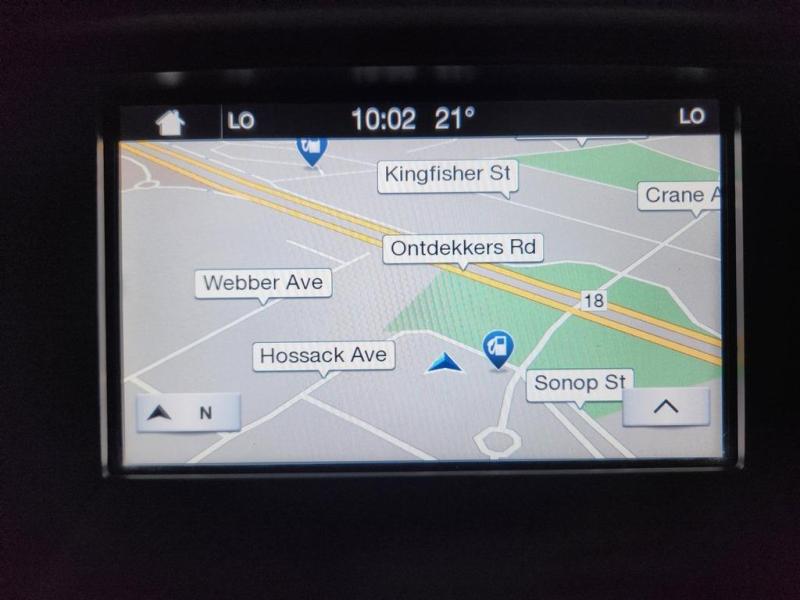 LO 10:02 21° LO
Kingfisher St
Crane A
Ontdekkers Rd
Webber Ave
18
Hossack Ave
Sonop St
N